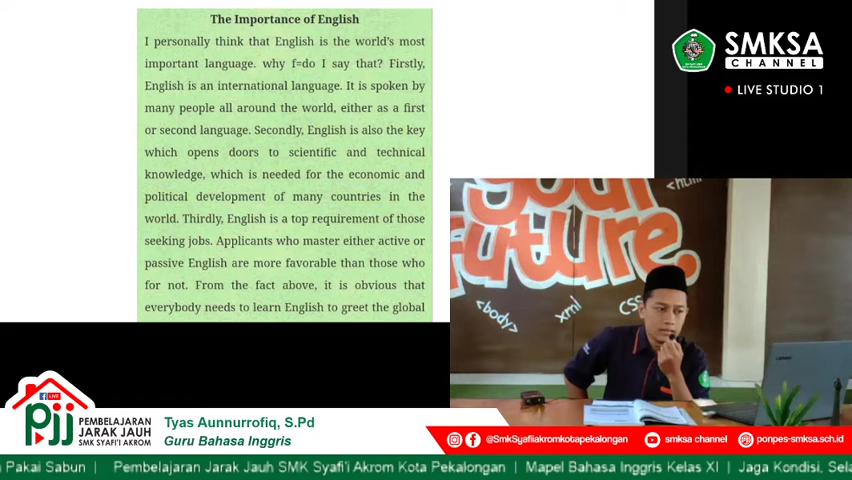 The Importance of English
I personally think that English is the world's most
important language. why f=do I say that? Firstly,
English is an international language. It is spoken by
many people all around the world, either as a first
or second language. Secondly, English is also the key
which opens doors to scientific and technical
knowledge, which is needed for the economic and
political development of many countries in the
world. Thirdly, English is a top requirement of those
seeking jobs. Applicants who master either active or
passive English are more favorable than those who
for not. From the fact above, it is obvious that
everybody needs to learn English to greet the global
SMKSA
CHANNEL
LIVE STUDIO 1
your
future.
<html
<body>
xml
CSS
LIVE
pjj
PEMBELAJARAN
JARAK JAUH
SMK SYAFI'I AKROM
Tyas Aunnurrofiq, S.Pd
Guru Bahasa Inggris
@SmkSyafiiakromkotapekalongan
smksa channel
ponpes-smksa.sch.id
Pakai Sabun | Pembelajaran Jarak Jauh SMK Syafi'i Akrom Kota Pekalongan | Mapel Bahasa Inggris Kelas XI | Jaga Kondisi, Sela